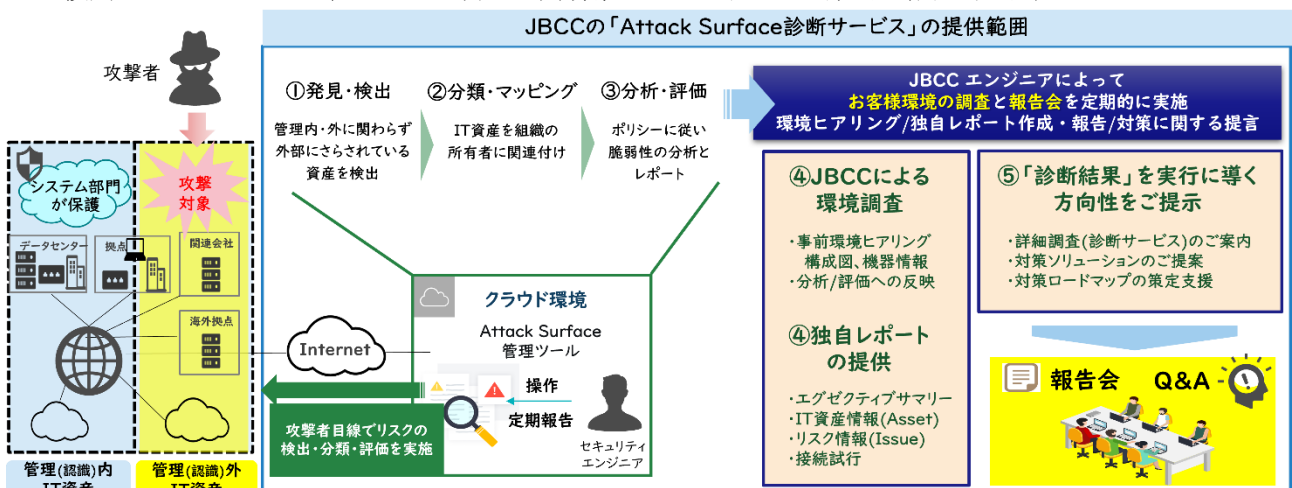 JBCCの「Attack Surface診断サービス」の提供範囲
攻撃者
①発見・検出
管理内・外に関わらず
外部にさらされている
資産を検出
②分類・マッピング
IT資産を組織の
所有者に関連付け
③分析・評価
ポリシーに従い
脆弱性の分析と
レポート
JBCC エンジニアによって
お客様環境の調査と報告会を定期的に実施
環境ヒアリング/独自レポート作成・報告/対策に関する提言
システム部門
が保護
攻撃
対象
データセンター
拠点
関連会社
海外拠点
Internet
クラウド環境
Attack Surface
管理ツール
操作
定期報告
セキュリティ
エンジニア
攻撃者目線でリスクの
検出・分類・評価を実施
④JBCCによる
環境調査
・事前環境ヒアリング
構成図、機器情報
・分析/評価への反映
④独自レポート
の提供
・エグゼクティブサマリー
・IT資産情報(Asset)
・リスク情報(Issue)
・接続試行
⑤「診断結果」を実行に導く
方向性をご提示
・詳細調査(診断サービス)のご案内
・対策ソリューションのご提案
・対策ロードマップの策定支援
報告会 Q&A
管理(認識)内
IT資産
管理(認識)外
IT資産